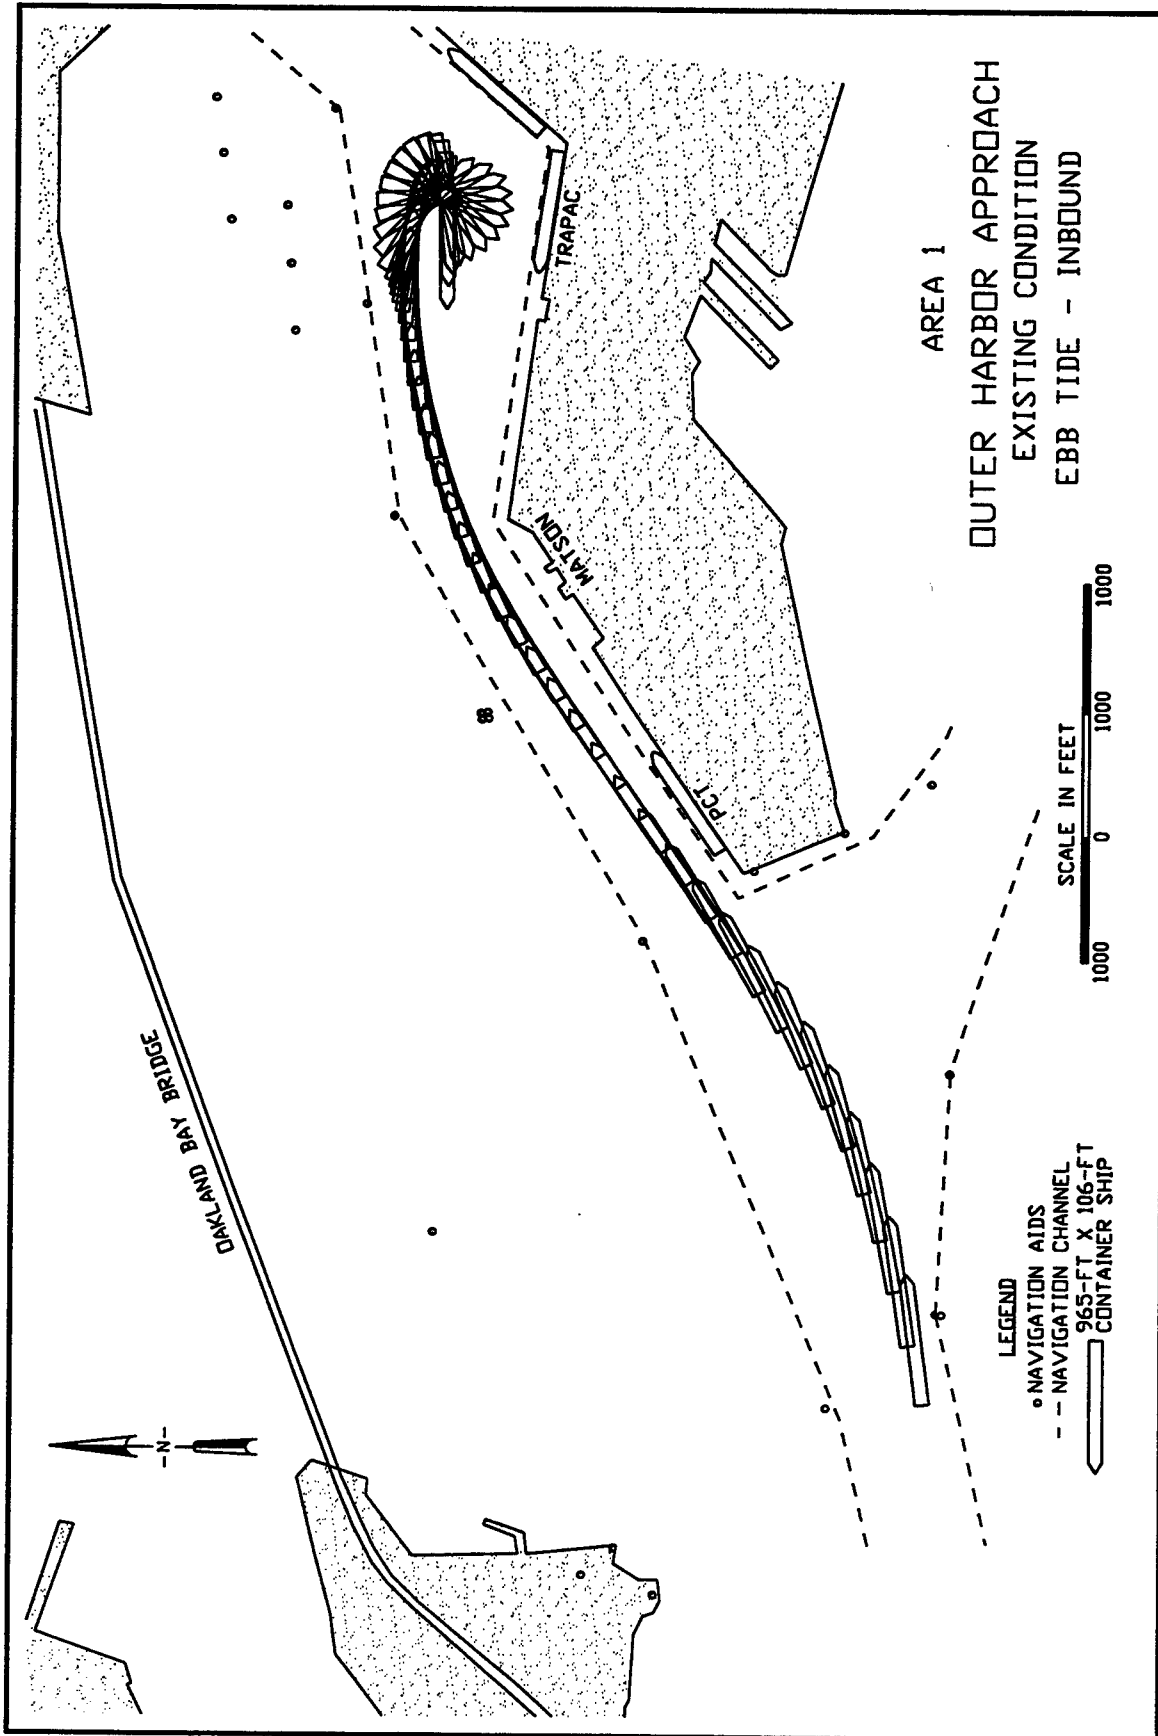 AREA 1
OUTER HARBOR APPROACH
EXISTING CONDITION
EBB TIDE - INBOUND
OAKLAND BAY BRIDGE
-N-
TRAPAC
MATSON
PCT
SCALE IN FEET
1000 0 1000 1000
LEGEND
NAVIGATION AIDS
NAVIGATION CHANNEL
965-FT X 106-FT
CONTAINER SHIP